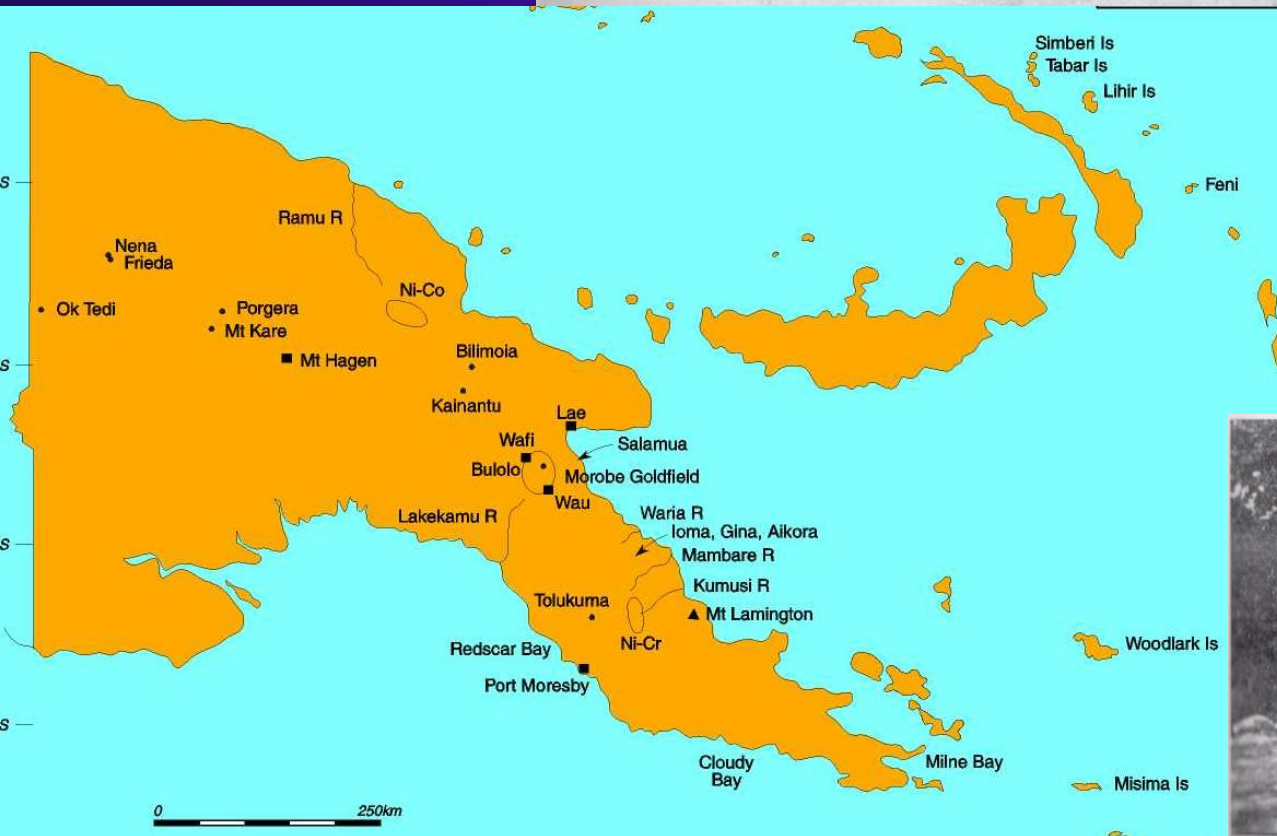 Simberi Is
Tabar Is
Lihir Is
S
Feni
Ramu R
Nena
Frieda
Ni-Co
Ok Tedi
Porgera
Mt Kare
Bilimoia
S
Mt Hagen
Kainantu
Lae
Wafi
Salamua
Bulolo
Morobe Goldfield
Wau
Lakekamu R
Waria R
Ioma, Gina, Aikora
S
Mambare R
Kumusi R
Tolukuma
Mt Lamington
Ni-Cr
Woodlark Is
Redscar Bay
Port Moresby
S
Cloudy
Bay
Milne Bay
Misima Is
0 250km